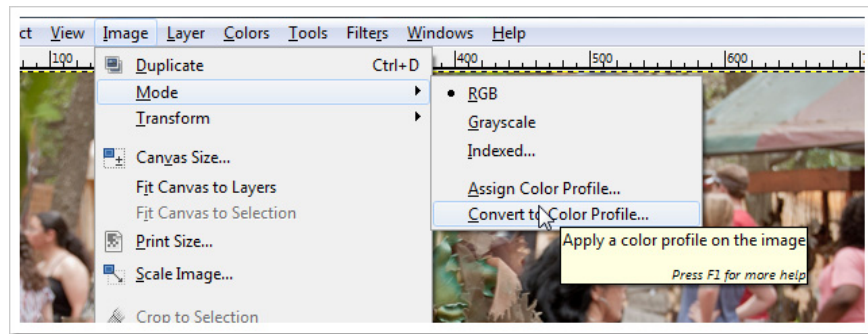 ct View Image Layer Colors Tools Filters Windows Help
100 400 500 600
Duplicate Ctrl+D
Mode
Transform
Canvas Size...
Fit Canvas to Layers
Fit Canvas to Selection
Print Size...
Scale Image...
Crop to Selection
RGB
Grayscale
Indexed...
Assign Color Profile...
Convert to Color Profile...
Apply a color profile on the image
Press F1 for more help